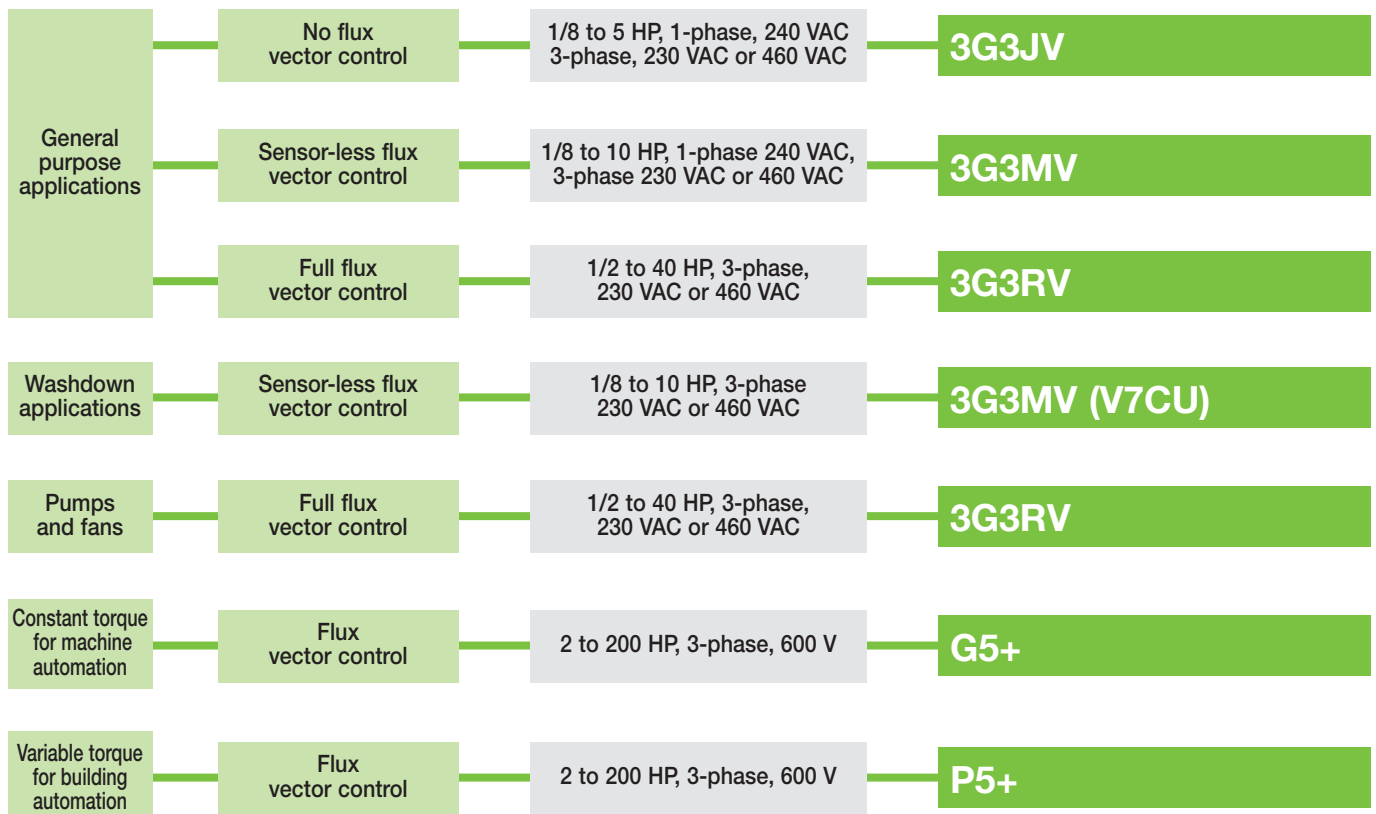 General
purpose
applications
No flux
vector control
1/8 to 5 HP, 1-phase, 240 VAC
3-phase, 230 VAC or 460 VAC
3G3JV
Sensor-less flux
vector control
1/8 to 10 HP, 1-phase 240 VAC,
3-phase 230 VAC or 460 VAC
3G3MV
Full flux
vector control
1/2 to 40 HP, 3-phase,
230 VAC or 460 VAC
3G3RV
Washdown
applications
Sensor-less flux
vector control
1/8 to 10 HP, 3-phase
230 VAC or 460 VAC
3G3MV (V7CU)
Pumps
and fans
Full flux
vector control
1/2 to 40 HP, 3-phase,
230 VAC or 460 VAC
3G3RV
Constant torque
for machine
automation
Flux
vector control
2 to 200 HP, 3-phase, 600 V
G5+
Variable torque
for building
automation
Flux
vector control
2 to 200 HP, 3-phase, 600 V
P5+